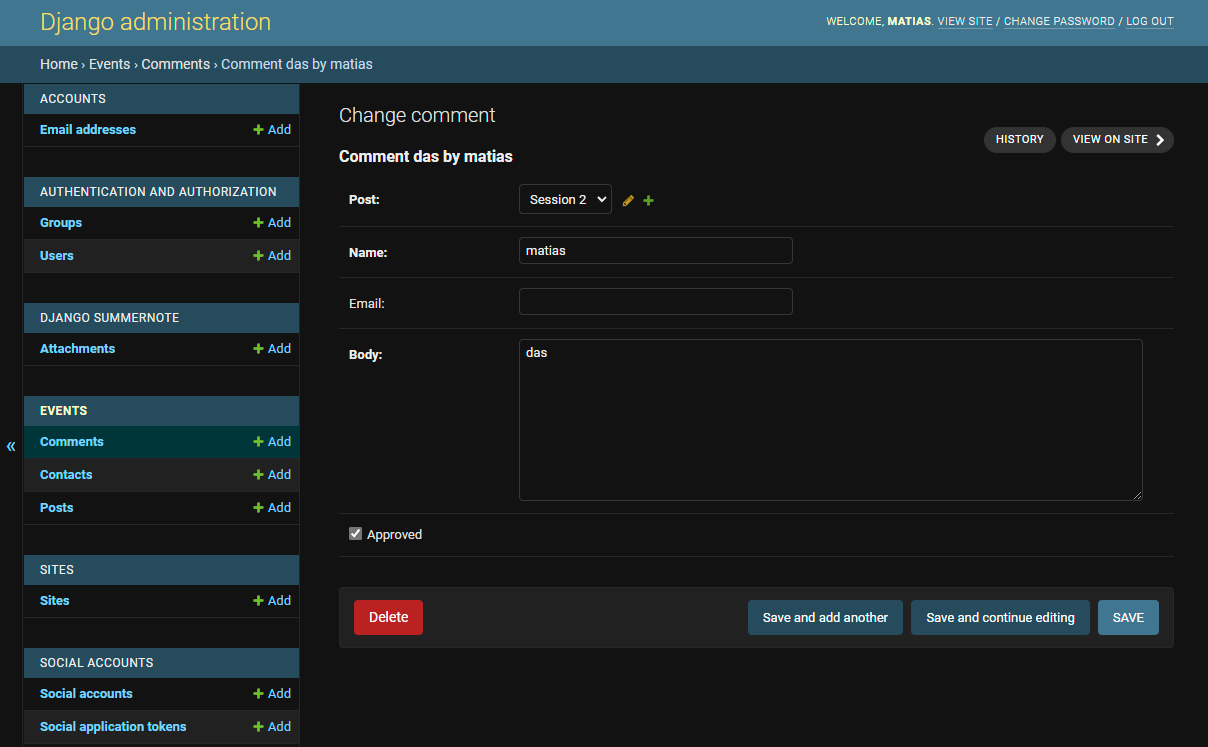 Django administration
WELCOME, MATIAS. VIEW SITE / CHANGE PASSWORD / LOG OUT
Home › Events › Comments › Comment das by matias
ACCOUNTS
Email addresses + Add
AUTHENTICATION AND AUTHORIZATION
Groups + Add
Users + Add
DJANGO SUMMERNOTE
Attachments + Add
EVENTS
Comments + Add
Contacts + Add
Posts + Add
SITES
Sites + Add
SOCIAL ACCOUNTS
Social accounts + Add
Social application tokens + Add
«
Change comment
HISTORY VIEW ON SITE
Comment das by matias
Post: Session 2
Name: matias
Email:
Body: das
Approved
Delete Save and add another Save and continue editing SAVE